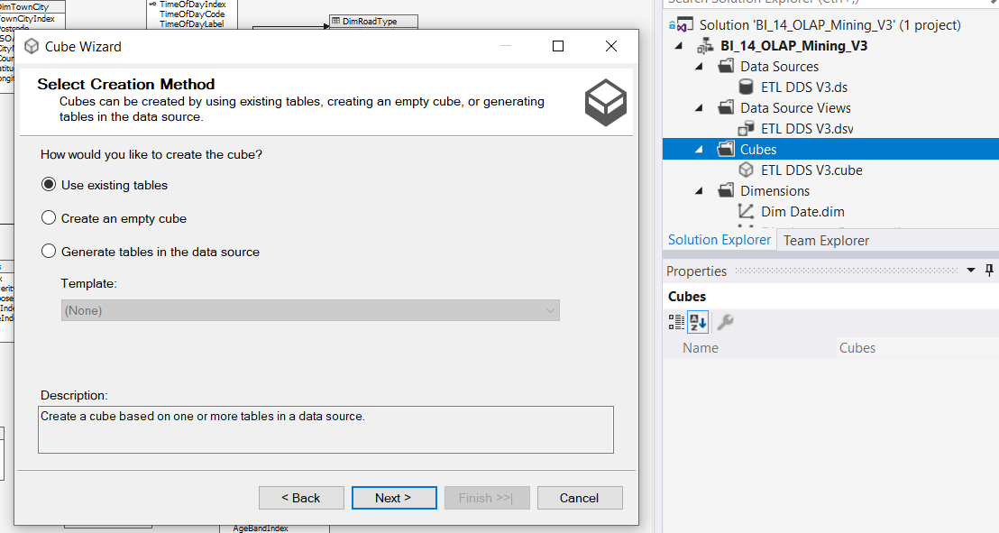 DimTownCity
TownCityIndex
Postcode
TimeOfDayIndex
TimeOfDayCode
TimeOfDayLabel
DimRoadType
Cube Wizard
Select Creation Method
Cubes can be created by using existing tables, creating an empty cube, or generating
tables in the data source.
How would you like to create the cube?
Use existing tables
Create an empty cube
Generate tables in the data source
Template:
(None)
Description:
Create a cube based on one or more tables in a data source.
< Back
Next >
Finish >>|
Cancel
AgeBandIndex
Search Solution Explorer (Ctrl+;)
Solution 'BI_14_OLAP_Mining_V3' (1 project)
BI_14_OLAP_Mining_V3
Data Sources
ETL DDS V3.ds
Data Source Views
ETL DDS V3.dsv
Cubes
ETL DDS V3.cube
Dimensions
Dim Date.dim
Solution Explorer
Team Explorer
Properties
Cubes
Name
Cubes